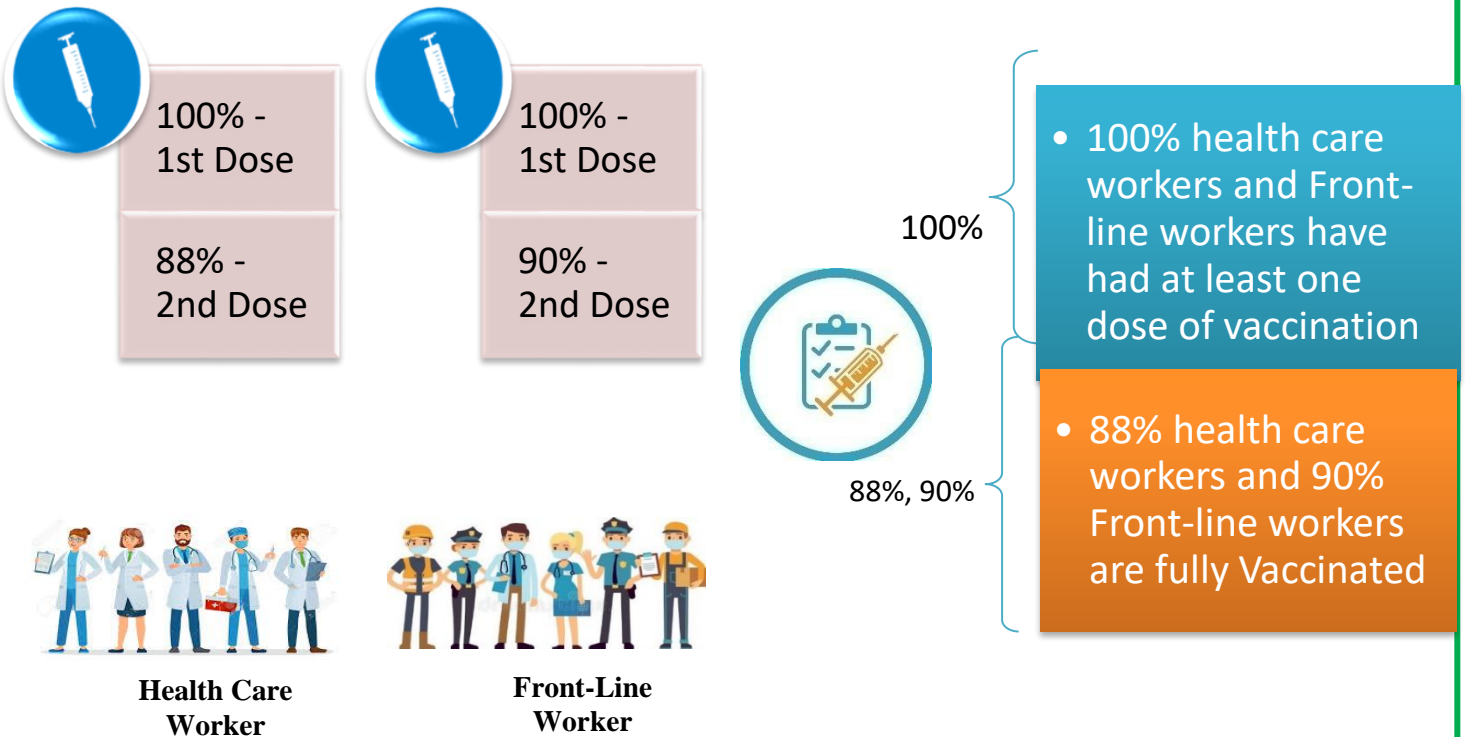 100% -
1st Dose
88% -
2nd Dose
100% -
1st Dose
90% -
2nd Dose
Health Care
Worker
Front-Line
Worker
100%
88%, 90%
• 100% health care
workers and Front-
line workers have
had at least one
dose of vaccination
• 88% health care
workers and 90%
Front-line workers
are fully Vaccinated